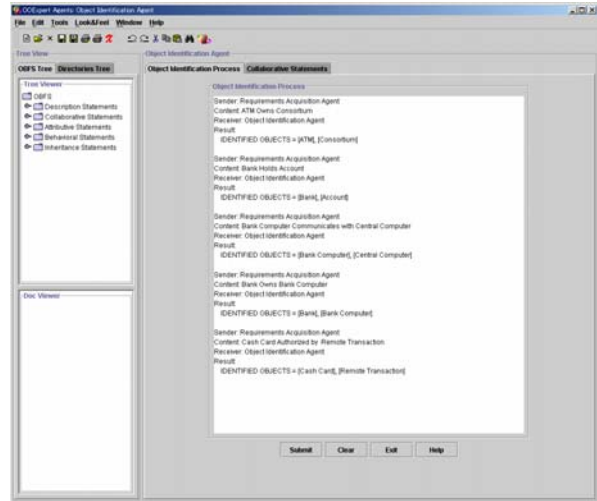 OOExpert Agents: Object Identification Agent
File Edit Tools Look&Feel Window Help
Tree View
Object Identification Agent
OBFS Tree Directories Tree
Object Identification Process Collaborative Statements
Tree Viewer
OBFS
Description Statements
Collaborative Statements
Attributive Statements
Behavioral Statements
Inheritance Statements
Doc Viewer
Object Identification Process
Sender: Requirements Acquisition Agent
Content: ATM Owns Consortium
Receiver: Object Identification Agent
Result:
IDENTIFIED OBJECTS = [ATM], [Consortium]
Sender: Requirements Acquisition Agent
Content: Bank Holds Account
Receiver: Object Identification Agent
Result:
IDENTIFIED OBJECTS = [Bank], [Account]
Sender: Requirements Acquisition Agent
Content: Bank Computer Communicates with Central Computer
Receiver: Object Identification Agent
Result:
IDENTIFIED OBJECTS = [Bank Computer], [Central Computer]
Sender: Requirements Acquisition Agent
Content: Bank Owns Bank Computer
Receiver: Object Identification Agent
Result:
IDENTIFIED OBJECTS = [Bank], [Bank Computer]
Sender: Requirements Acquisition Agent
Content: Cash Card Authorized by Remote Transaction
Receiver: Object Identification Agent
Result:
IDENTIFIED OBJECTS = [Cash Card], [Remote Transaction]
Submit Clear Exit Help